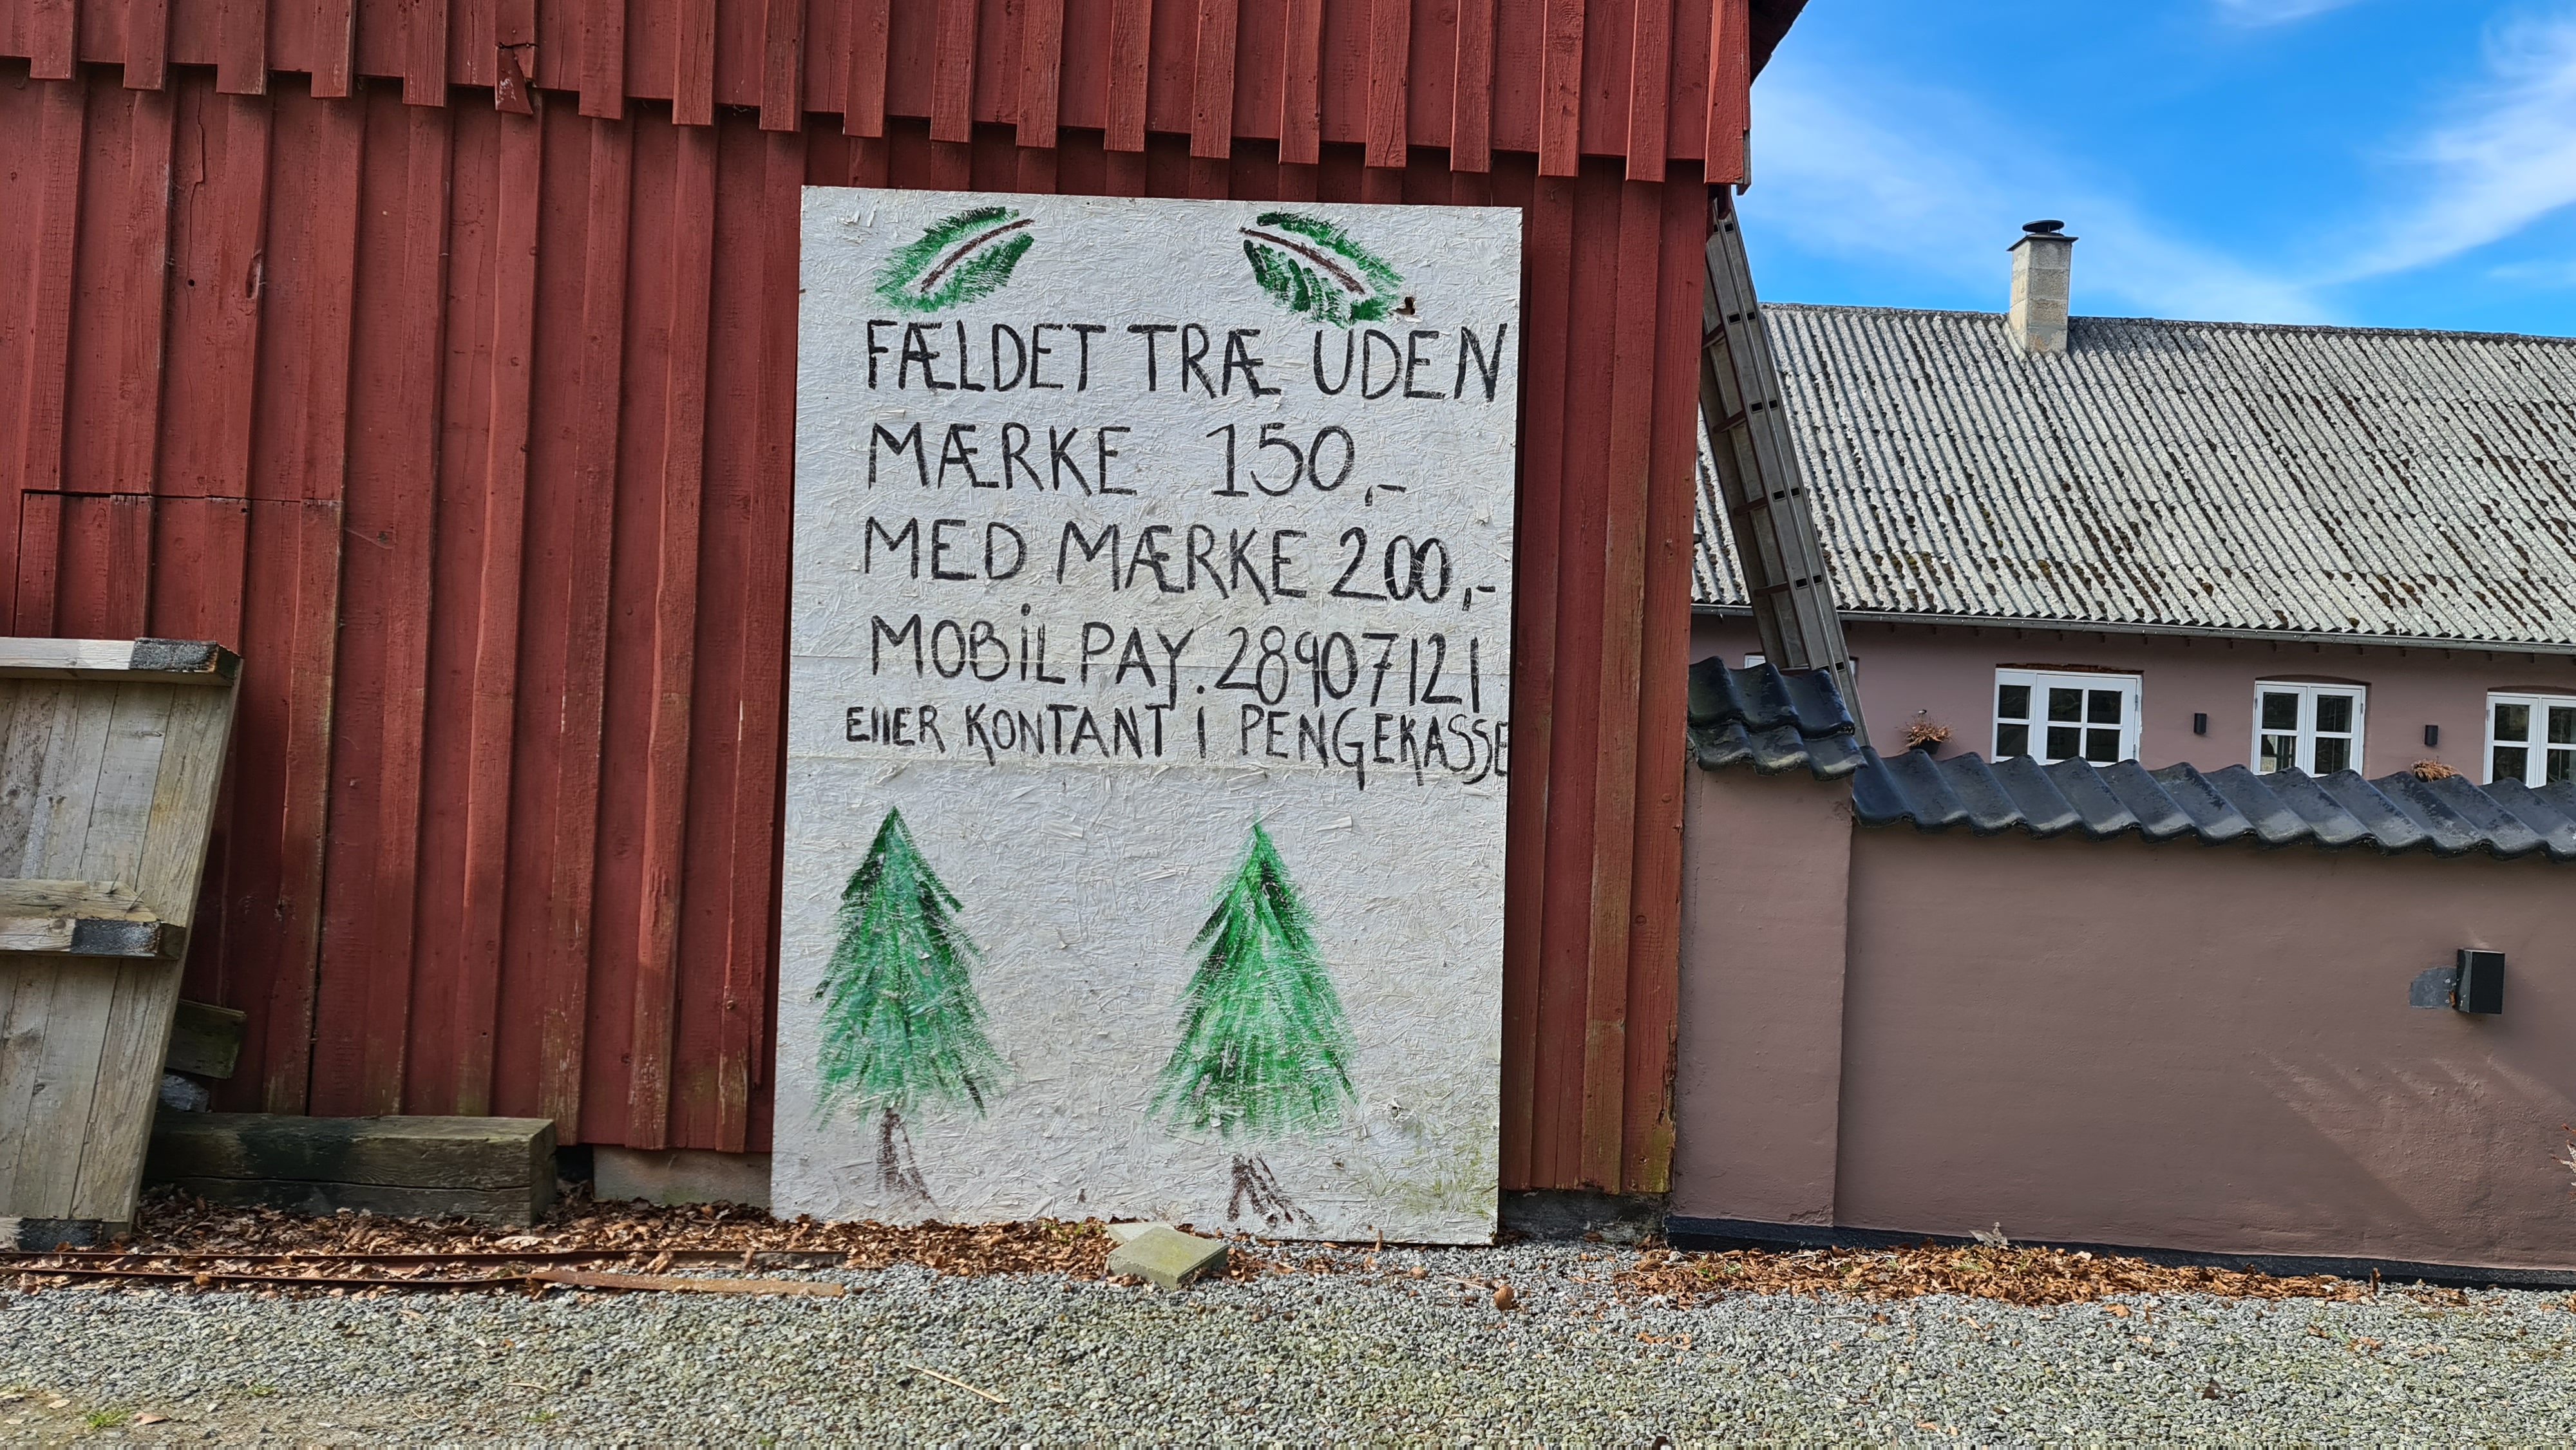 FÆLDET TRÆ UDEN
MÆRKE 150,-
MED MÆRKE 200,-
MOBILPAY. 28907121
EllER KONTANT i PENGEKASSE